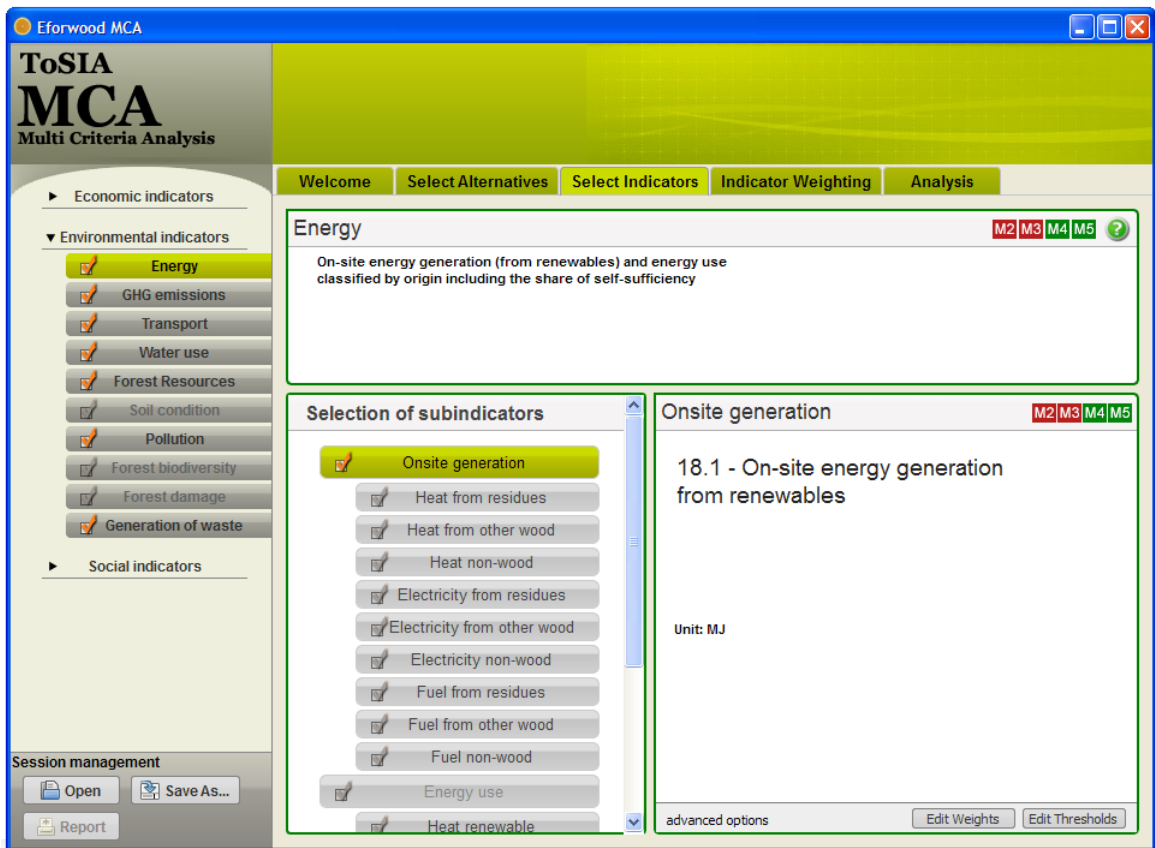 Eforwood MCA
ToSIA
MCA
Multi Criteria Analysis
Welcome
Select Alternatives
Select Indicators
Indicator Weighting
Analysis
Economic indicators
Environmental indicators
Energy
GHG emissions
Transport
Water use
Forest Resources
Soil condition
Pollution
Forest biodiversity
Forest damage
Generation of waste
Social indicators
Session management
Open
Save As...
Report
Energy
M2 M3 M4 M5 ?
On-site energy generation (from renewables) and energy use
classified by origin including the share of self-sufficiency
Selection of subindicators
Onsite generation
Heat from residues
Heat from other wood
Heat non-wood
Electricity from residues
Electricity from other wood
Electricity non-wood
Fuel from residues
Fuel from other wood
Fuel non-wood
Energy use
Heat renewable
Onsite generation
M2 M3 M4 M5
18.1 - On-site energy generation
from renewables
Unit: MJ
advanced options
Edit Weights
Edit Thresholds